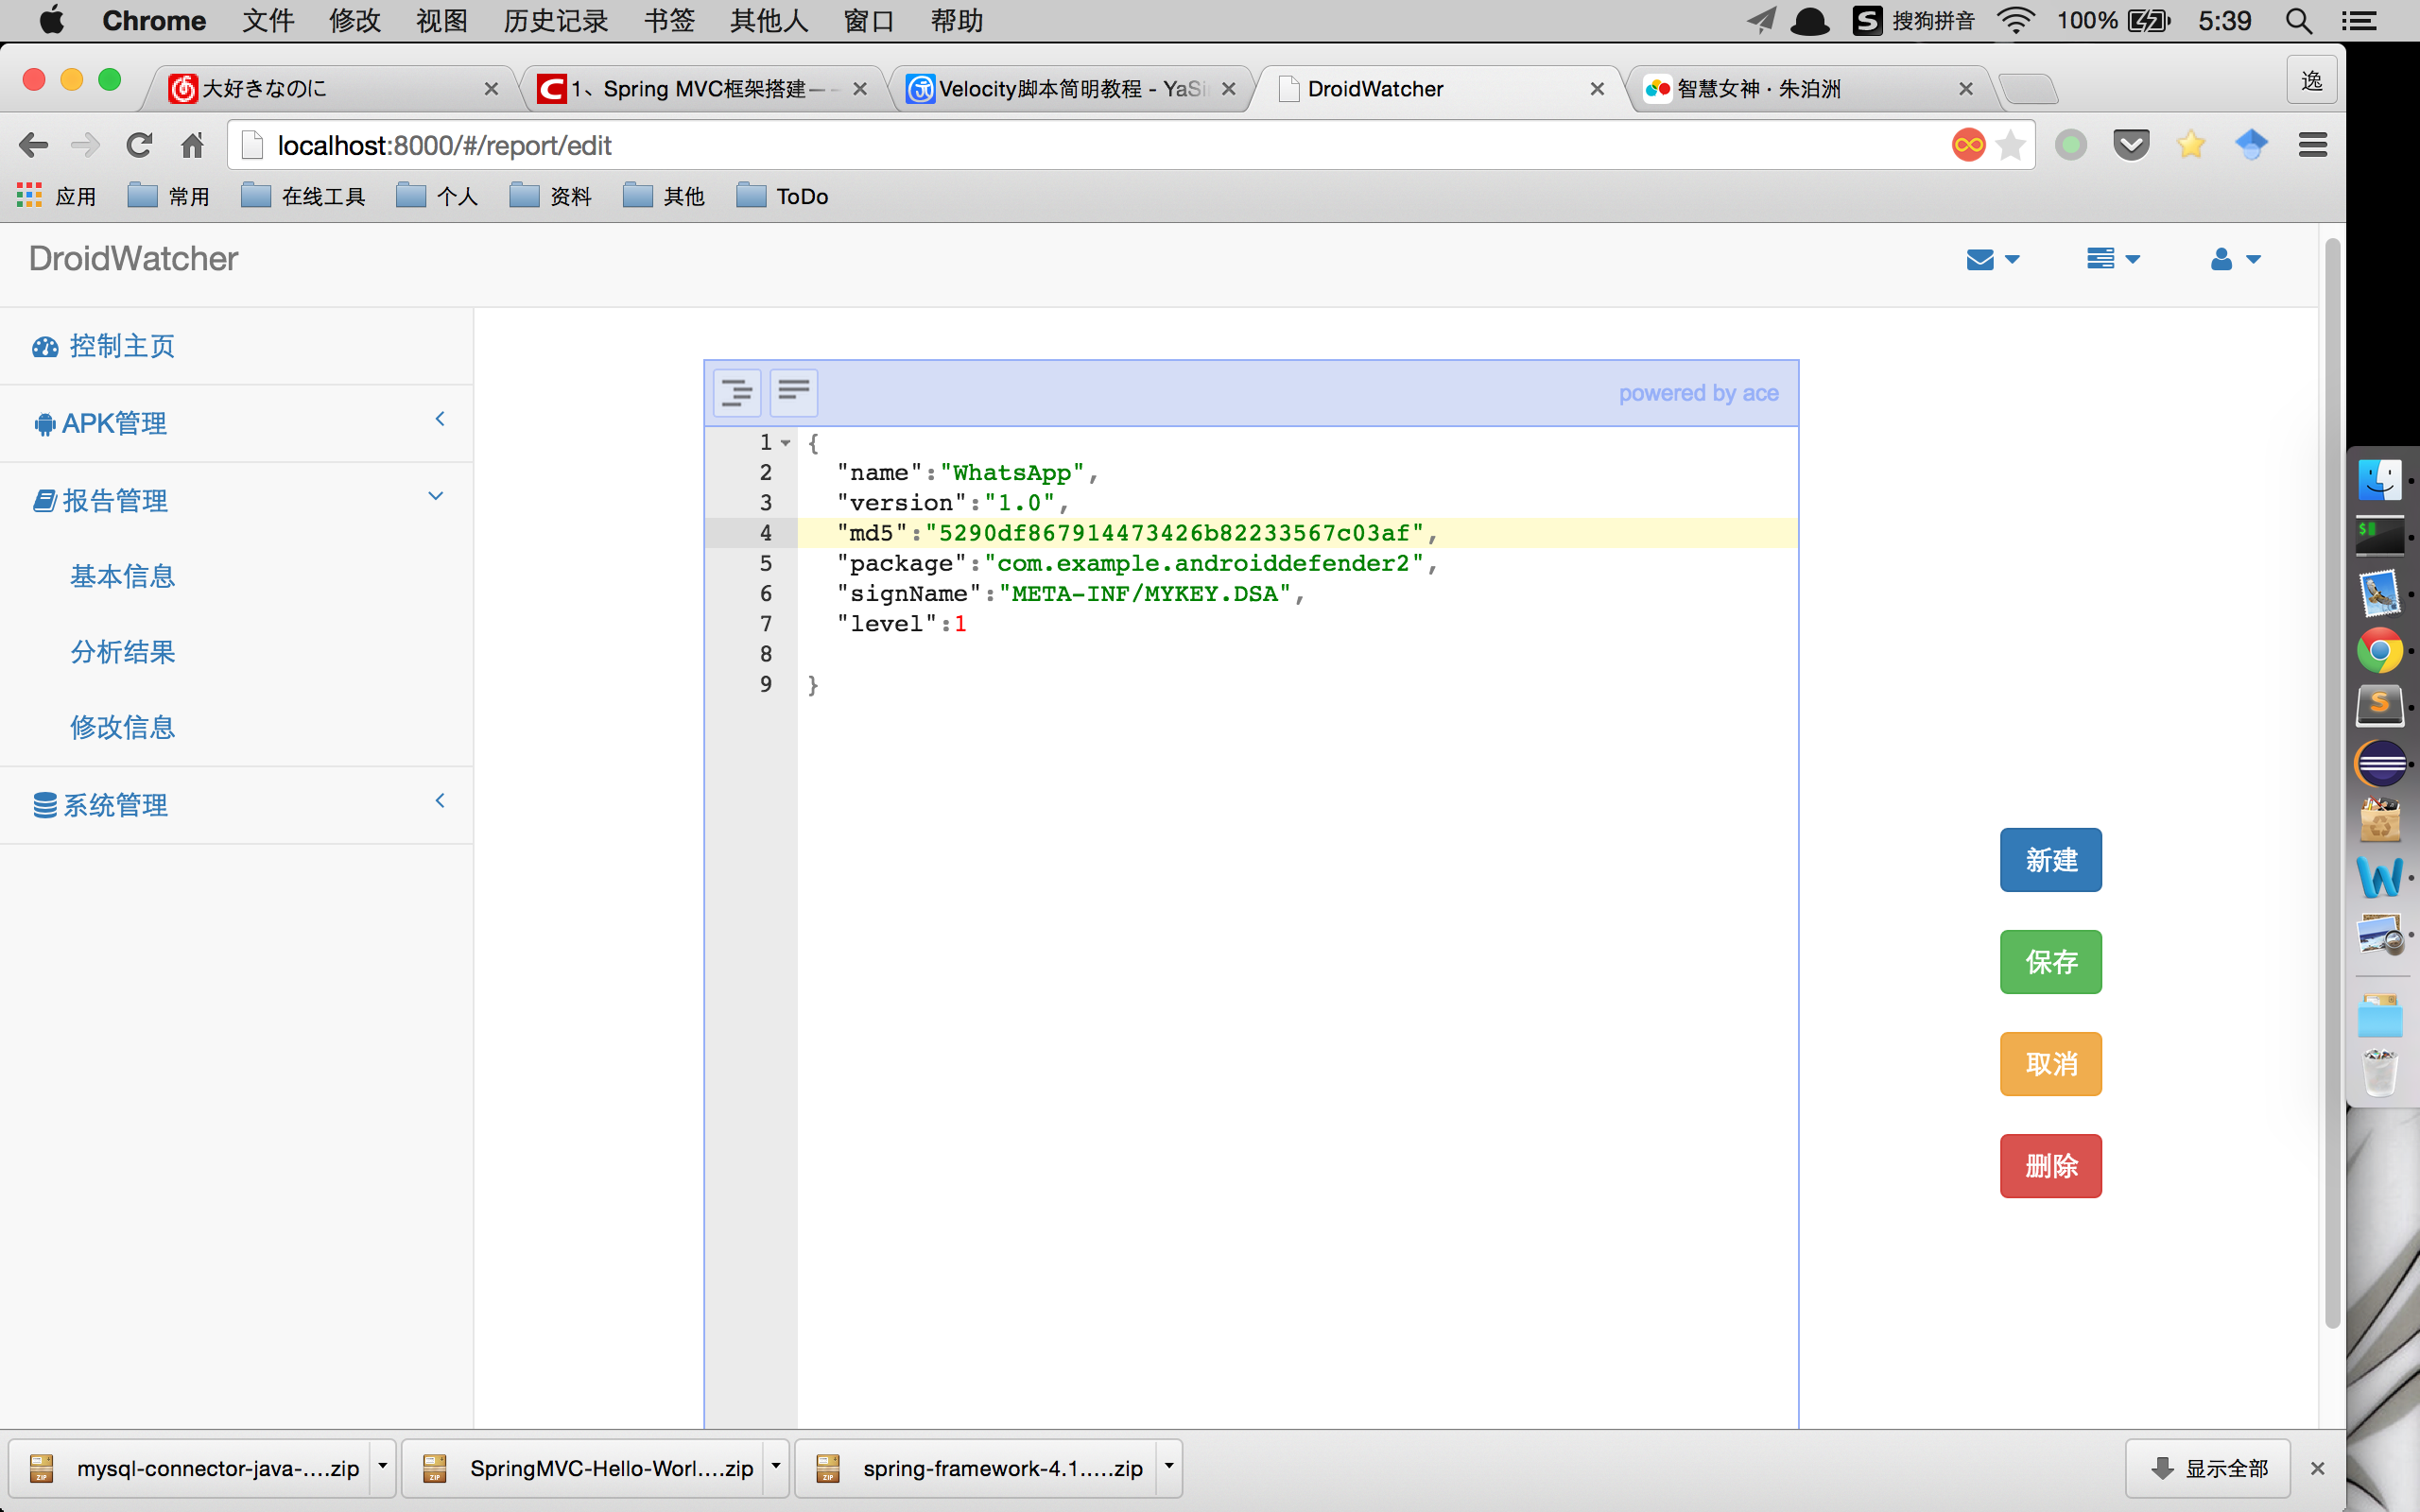 Chrome 文件 修改 视图 历史记录 书签 其他人 窗口 帮助 S 搜狗拼音 100% 5:39
大好きなのに 1、Spring MVC框架搭建—— Velocity脚本简明教程 - YaSi DroidWatcher 智慧女神 · 朱泊洲 逸
localhost:8000/#/report/edit
应用 常用 在线工具 个人 资料 其他 ToDo
DroidWatcher
控制主页
APK管理
报告管理
基本信息
分析结果
修改信息
系统管理
powered by ace
1 {
2 "name":"WhatsApp",
3 "version":"1.0",
4 "md5":"5290df867914473426b82233567c03af",
5 "package":"com.example.androiddefender2",
6 "signName":"META-INF/MYKEY.DSA",
7 "level":1
8
9 }
新建
保存
取消
删除
mysql-connector-java-....zip SpringMVC-Hello-Worl....zip spring-framework-4.1.....zip 显示全部